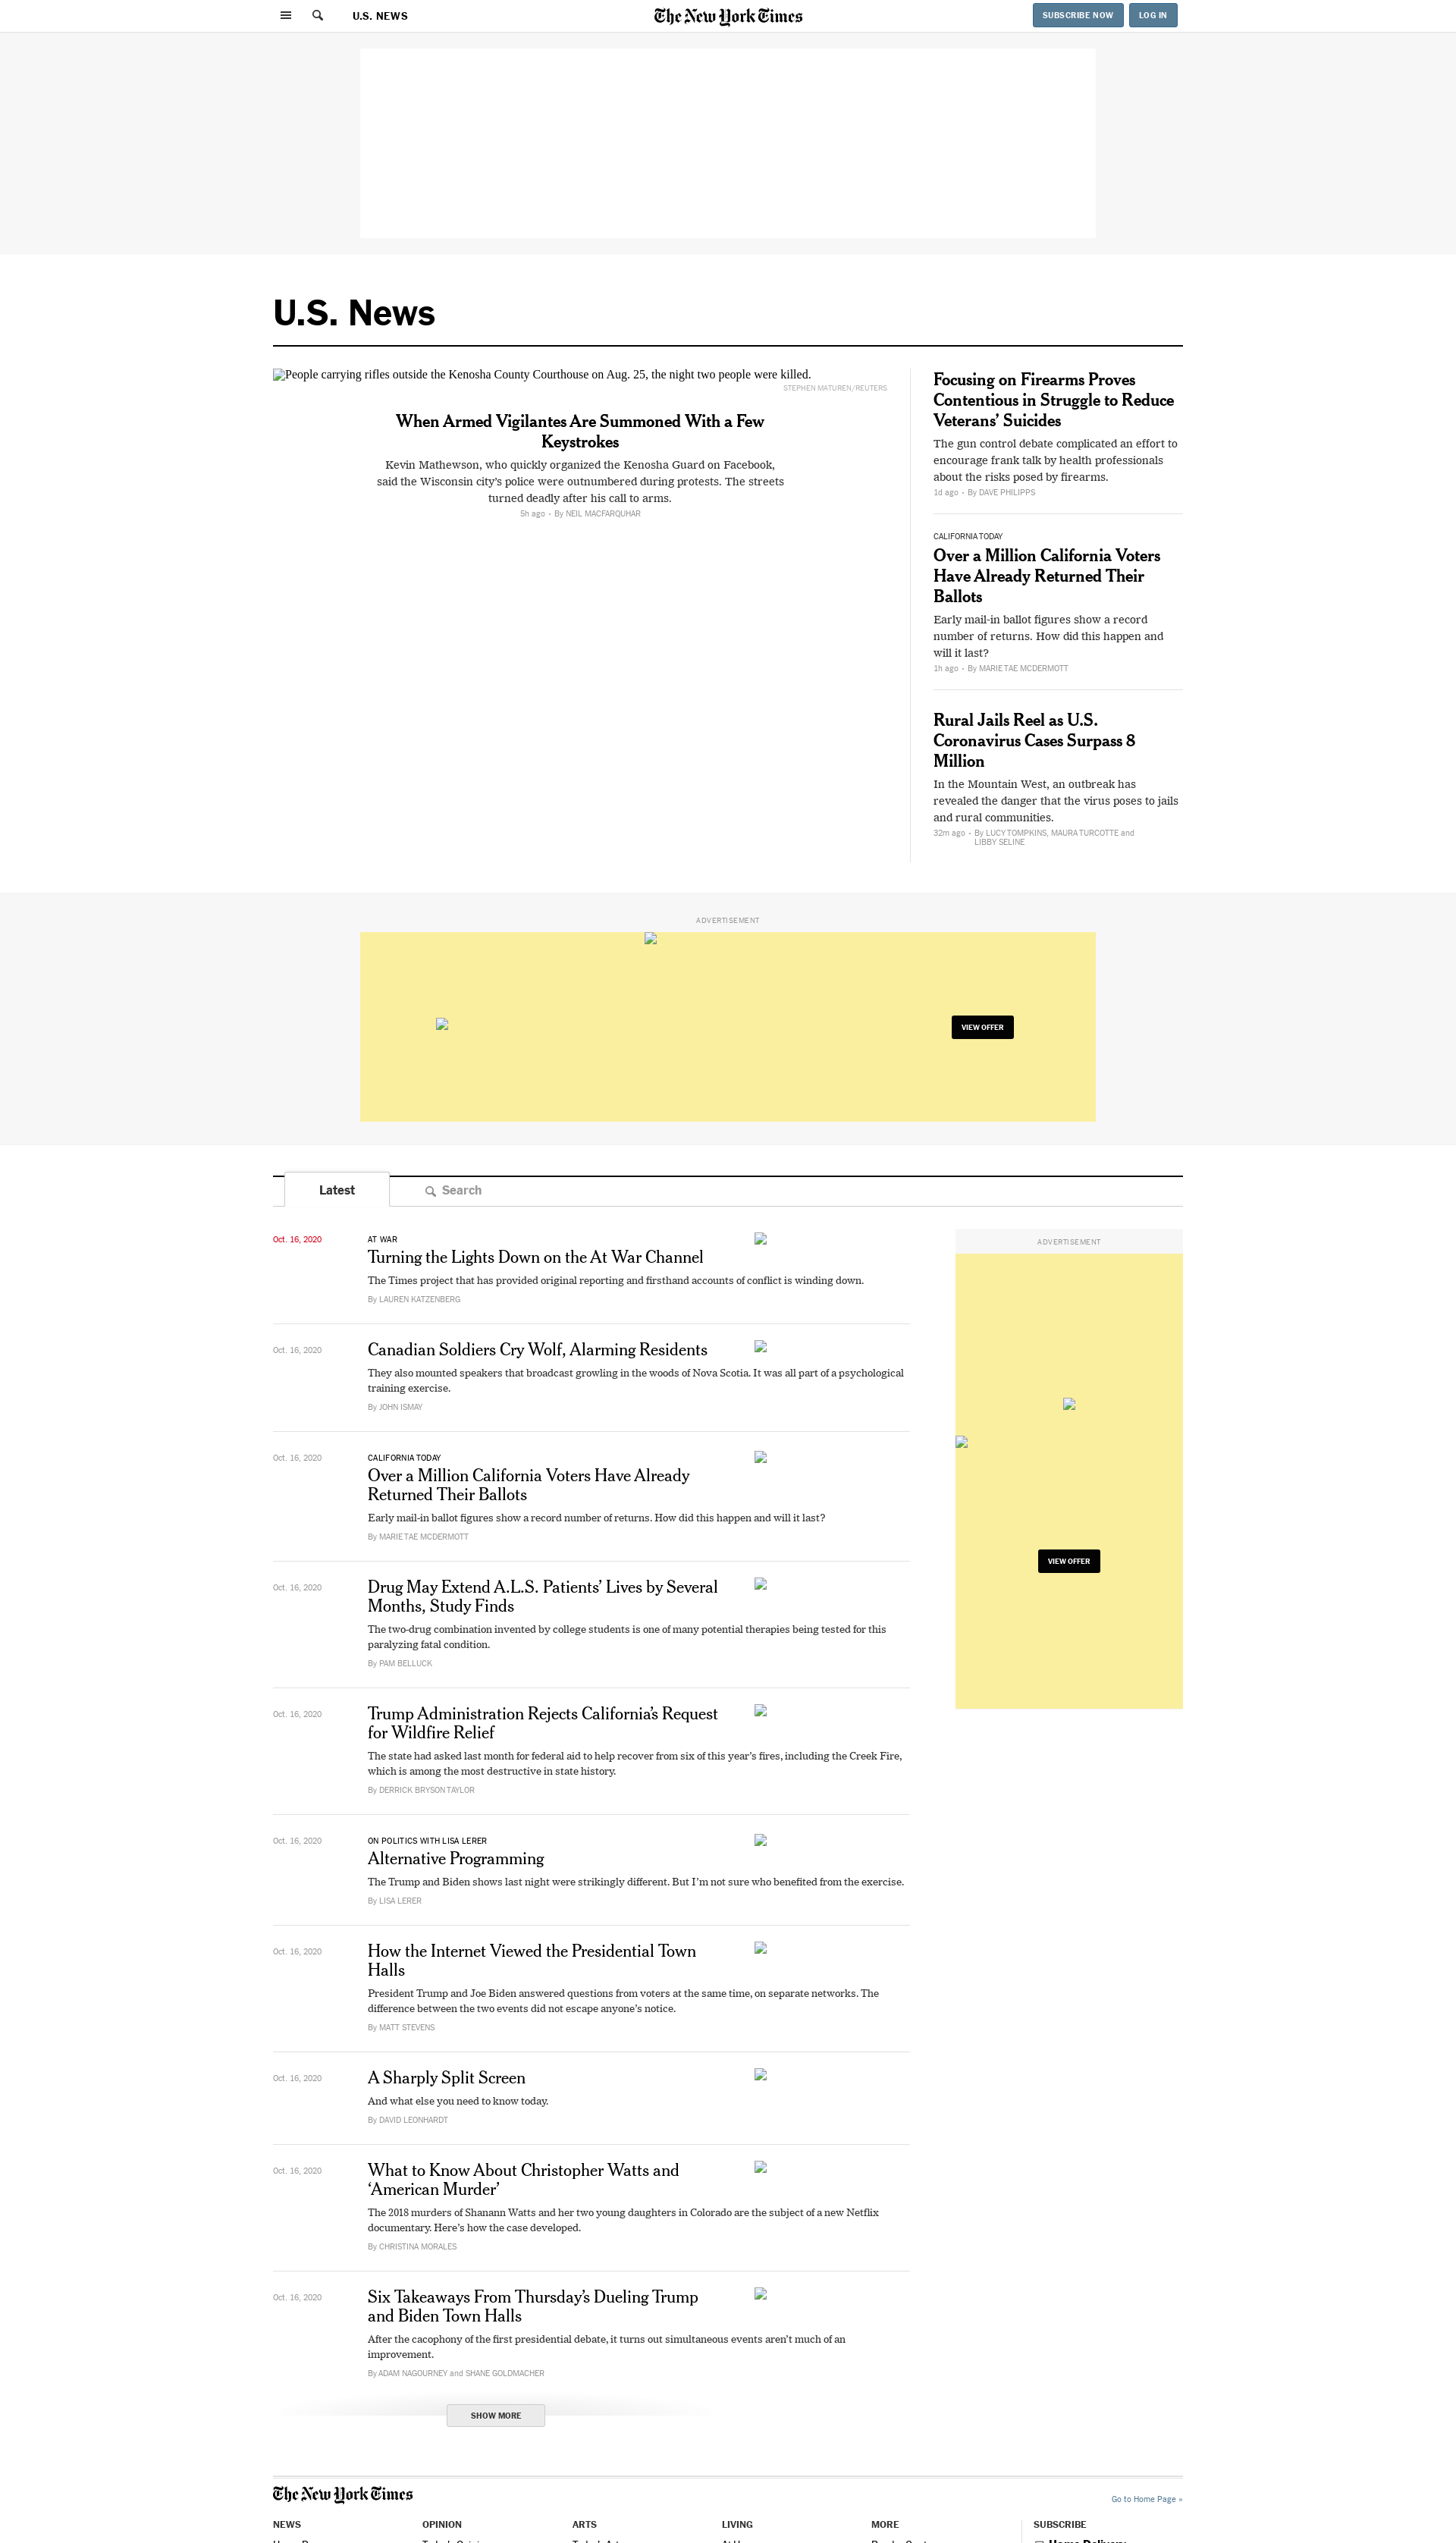 U.S. NEWS
The New York Times
SUBSCRIBE NOW
LOG IN
U.S. News
People carrying rifles outside the Kenosha County Courthouse on Aug. 25, the night two people were killed.
STEPHEN MATUREN/REUTERS
When Armed Vigilantes Are Summoned With a Few
Keystrokes
Kevin Mathewson, who quickly organized the Kenosha Guard on Facebook,
said the Wisconsin city’s police were outnumbered during protests. The streets
turned deadly after his call to arms.
5h ago • By NEIL MACFARQUHAR
Focusing on Firearms Proves
Contentious in Struggle to Reduce
Veterans’ Suicides
The gun control debate complicated an effort to
encourage frank talk by health professionals
about the risks posed by firearms.
1d ago • By DAVE PHILIPPS
CALIFORNIA TODAY
Over a Million California Voters
Have Already Returned Their
Ballots
Early mail-in ballot figures show a record
number of returns. How did this happen and
will it last?
1h ago • By MARIE TAE MCDERMOTT
Rural Jails Reel as U.S.
Coronavirus Cases Surpass 8
Million
In the Mountain West, an outbreak has
revealed the danger that the virus poses to jails
and rural communities.
32m ago • By LUCY TOMPKINS, MAURA TURCOTTE and
LIBBY SELINE
ADVERTISEMENT
VIEW OFFER
Latest
Search
Oct. 16, 2020
AT WAR
Turning the Lights Down on the At War Channel
The Times project that has provided original reporting and firsthand accounts of conflict is winding down.
By LAUREN KATZENBERG
ADVERTISEMENT
VIEW OFFER
Oct. 16, 2020
Canadian Soldiers Cry Wolf, Alarming Residents
They also mounted speakers that broadcast growling in the woods of Nova Scotia. It was all part of a psychological
training exercise.
By JOHN ISMAY
Oct. 16, 2020
CALIFORNIA TODAY
Over a Million California Voters Have Already
Returned Their Ballots
Early mail-in ballot figures show a record number of returns. How did this happen and will it last?
By MARIE TAE MCDERMOTT
Oct. 16, 2020
Drug May Extend A.L.S. Patients’ Lives by Several
Months, Study Finds
The two-drug combination invented by college students is one of many potential therapies being tested for this
paralyzing fatal condition.
By PAM BELLUCK
Oct. 16, 2020
Trump Administration Rejects California’s Request
for Wildfire Relief
The state had asked last month for federal aid to help recover from six of this year’s fires, including the Creek Fire,
which is among the most destructive in state history.
By DERRICK BRYSON TAYLOR
Oct. 16, 2020
ON POLITICS WITH LISA LERER
Alternative Programming
The Trump and Biden shows last night were strikingly different. But I’m not sure who benefited from the exercise.
By LISA LERER
Oct. 16, 2020
How the Internet Viewed the Presidential Town
Halls
President Trump and Joe Biden answered questions from voters at the same time, on separate networks. The
difference between the two events did not escape anyone’s notice.
By MATT STEVENS
Oct. 16, 2020
A Sharply Split Screen
And what else you need to know today.
By DAVID LEONHARDT
Oct. 16, 2020
What to Know About Christopher Watts and
‘American Murder’
The 2018 murders of Shanann Watts and her two young daughters in Colorado are the subject of a new Netflix
documentary. Here’s how the case developed.
By CHRISTINA MORALES
Oct. 16, 2020
Six Takeaways From Thursday’s Dueling Trump
and Biden Town Halls
After the cacophony of the first presidential debate, it turns out simultaneous events aren’t much of an
improvement.
By ADAM NAGOURNEY and SHANE GOLDMACHER
SHOW MORE
The New York Times
Go to Home Page »
NEWS
OPINION
ARTS
LIVING
MORE
SUBSCRIBE